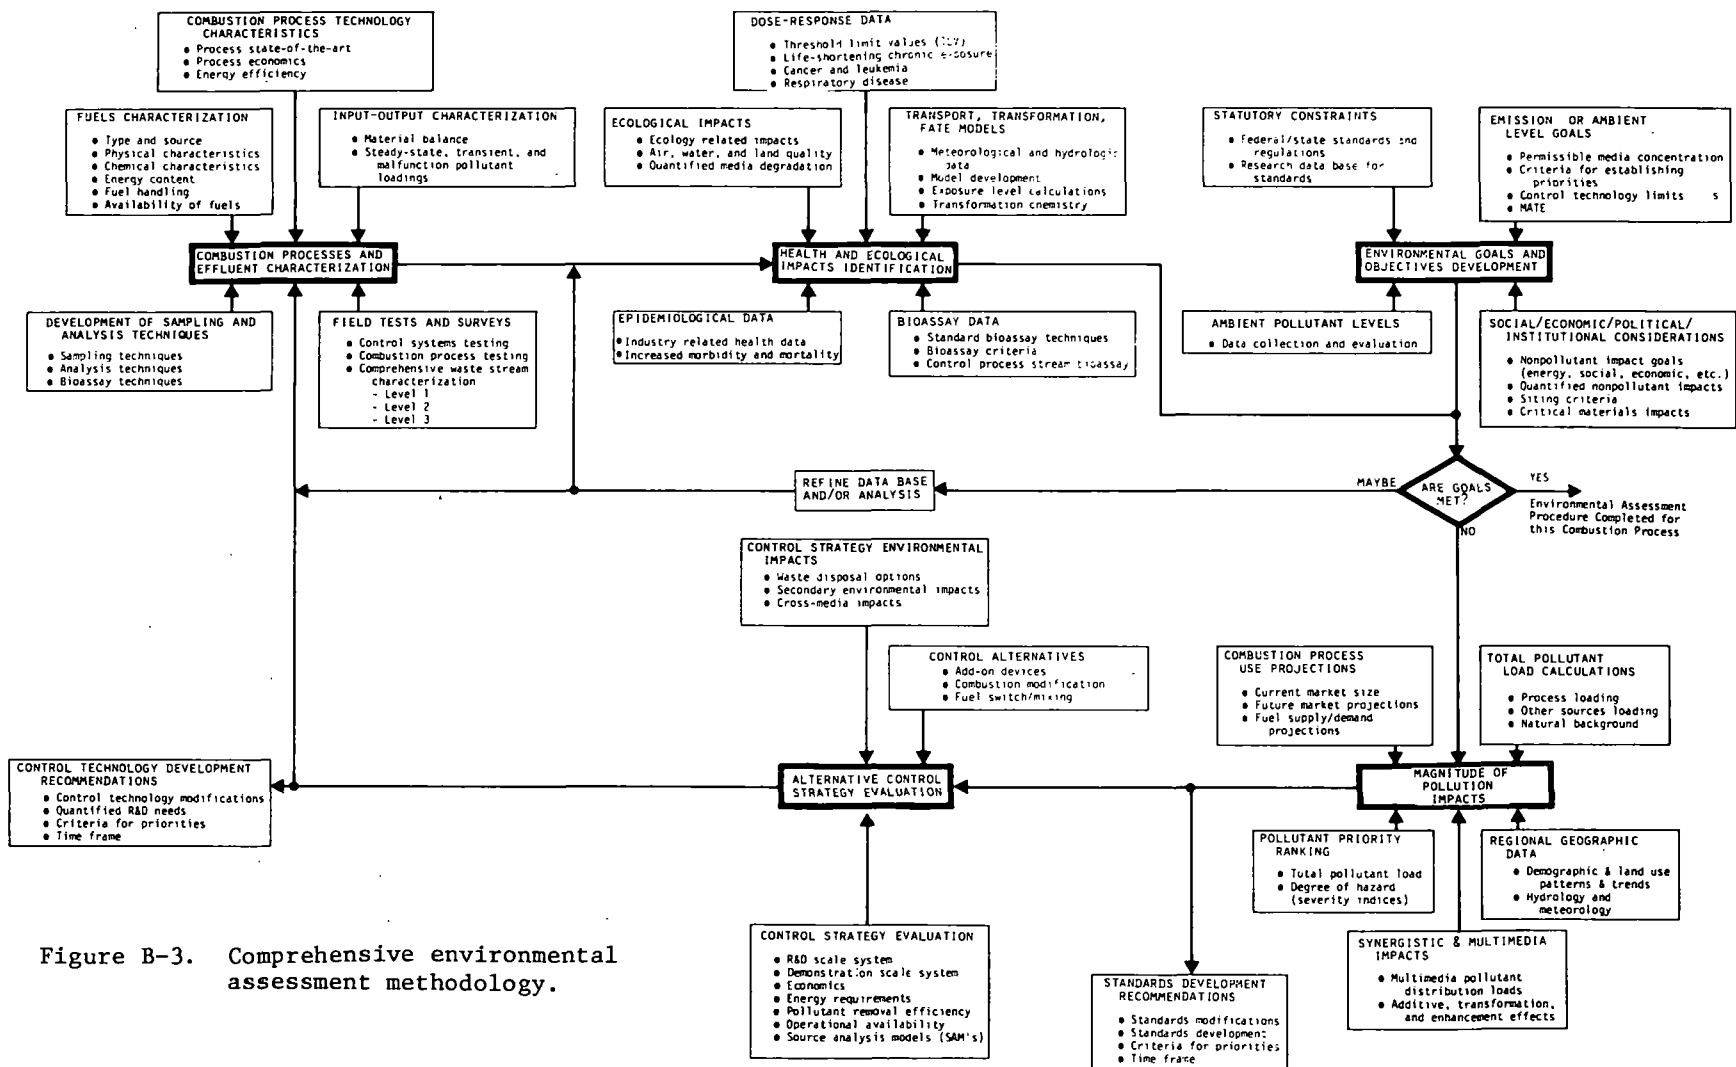 COMBUSTION PROCESS TECHNOLOGY
CHARACTERISTICS
• Process state-of-the-art
• Process economics
• Energy efficiency
DOSE-RESPONSE DATA
• Threshold limit values (TLV)
• Life-shortening chronic exposure
• Cancer and leukemia
• Respiratory disease
FUELS CHARACTERIZATION
• Type and source
• Physical characteristics
• Chemical characteristics
• Energy content
• Fuel handling
• Availability of fuels
INPUT-OUTPUT CHARACTERIZATION
• Material balance
• Steady-state, transient, and
malfunction pollutant
loadings
ECOLOGICAL IMPACTS
• Ecology related impacts
• Air, water, and land quality
• Quantified media degradation
TRANSPORT, TRANSFORMATION,
FATE MODELS
• Meteorological and hydrologic
data
• Model development
• Exposure level calculations
• Transformation chemistry
STATUTORY CONSTRAINTS
• Federal/state standards and
regulations
• Research data base for
standards
EMISSION OR AMBIENT
LEVEL GOALS
• Permissible media concentration
• Criteria for establishing
priorities
• Control technology limits s
• MATE
COMBUSTION PROCESSES AND
EFFLUENT CHARACTERIZATION
HEALTH AND ECOLOGICAL
IMPACTS IDENTIFICATION
ENVIRONMENTAL GOALS AND
OBJECTIVES DEVELOPMENT
DEVELOPMENT OF SAMPLING AND
ANALYSIS TECHNIQUES
• Sampling techniques
• Analysis techniques
• Bioassay techniques
FIELD TESTS AND SURVEYS
• Control systems testing
• Combustion process testing
• Comprehensive waste stream
characterization
- Level 1
- Level 2
- Level 3
EPIDEMIOLOGICAL DATA
• Industry related health data
• Increased morbidity and mortality
BIOASSAY DATA
• Standard bioassay techniques
• Bioassay criteria
• Control process stream bioassay
AMBIENT POLLUTANT LEVELS
• Data collection and evaluation
SOCIAL/ECONOMIC/POLITICAL/
INSTITUTIONAL CONSIDERATIONS
• Nonpollutant impact goals
(energy, social, economic, etc.)
• Quantified nonpollutant impacts
• Siting criteria
• Critical materials impacts
REFINE DATA BASE
AND/OR ANALYSIS
MAYBE
ARE GOALS
MET?
YES
Environmental Assessment
Procedure Completed for
this Combustion Process
NO
CONTROL STRATEGY ENVIRONMENTAL
IMPACTS
• Waste disposal options
• Secondary environmental impacts
• Cross-media impacts
CONTROL ALTERNATIVES
• Add-on devices
• Combustion modification
• Fuel switch/mixing
COMBUSTION PROCESS
USE PROJECTIONS
• Current market size
• Future market projections
• Fuel supply/demand
projections
TOTAL POLLUTANT
LOAD CALCULATIONS
• Process loading
• Other sources loading
• Natural background
CONTROL TECHNOLOGY DEVELOPMENT
RECOMMENDATIONS
• Control technology modifications
• Quantified R&D needs
• Criteria for priorities
• Time frame
ALTERNATIVE CONTROL
STRATEGY EVALUATION
MAGNITUDE OF
POLLUTION
IMPACTS
POLLUTANT PRIORITY
RANKING
• Total pollutant load
• Degree of hazard
(severity indices)
REGIONAL GEOGRAPHIC
DATA
• Demographic & land use
patterns & trends
• Hydrology and
meteorology
CONTROL STRATEGY EVALUATION
• R&D scale system
• Demonstration scale system
• Economics
• Energy requirements
• Pollutant removal efficiency
• Operational availability
• Source analysis models (SAM's)
SYNERGISTIC & MULTIMEDIA
IMPACTS
• Multimedia pollutant
distribution loads
• Additive, transformation,
and enhancement effects
STANDARDS DEVELOPMENT
RECOMMENDATIONS
• Standards modifications
• Standards development
• Criteria for priorities
• Time frame
Figure B-3. Comprehensive environmental
assessment methodology.